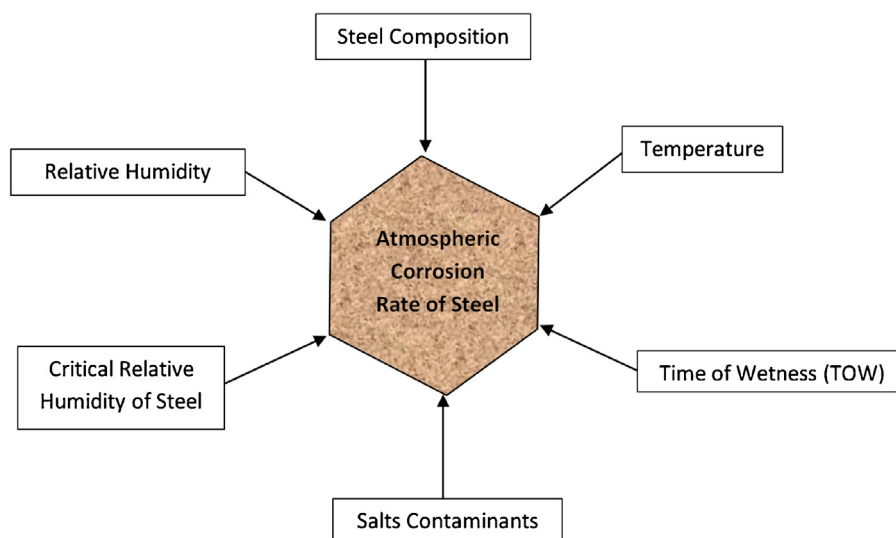 Steel Composition
Temperature
Relative Humidity
Atmospheric
Corrosion
Rate of Steel
Critical Relative
Humidity of Steel
Time of Wetness (TOW)
Salts Contaminants